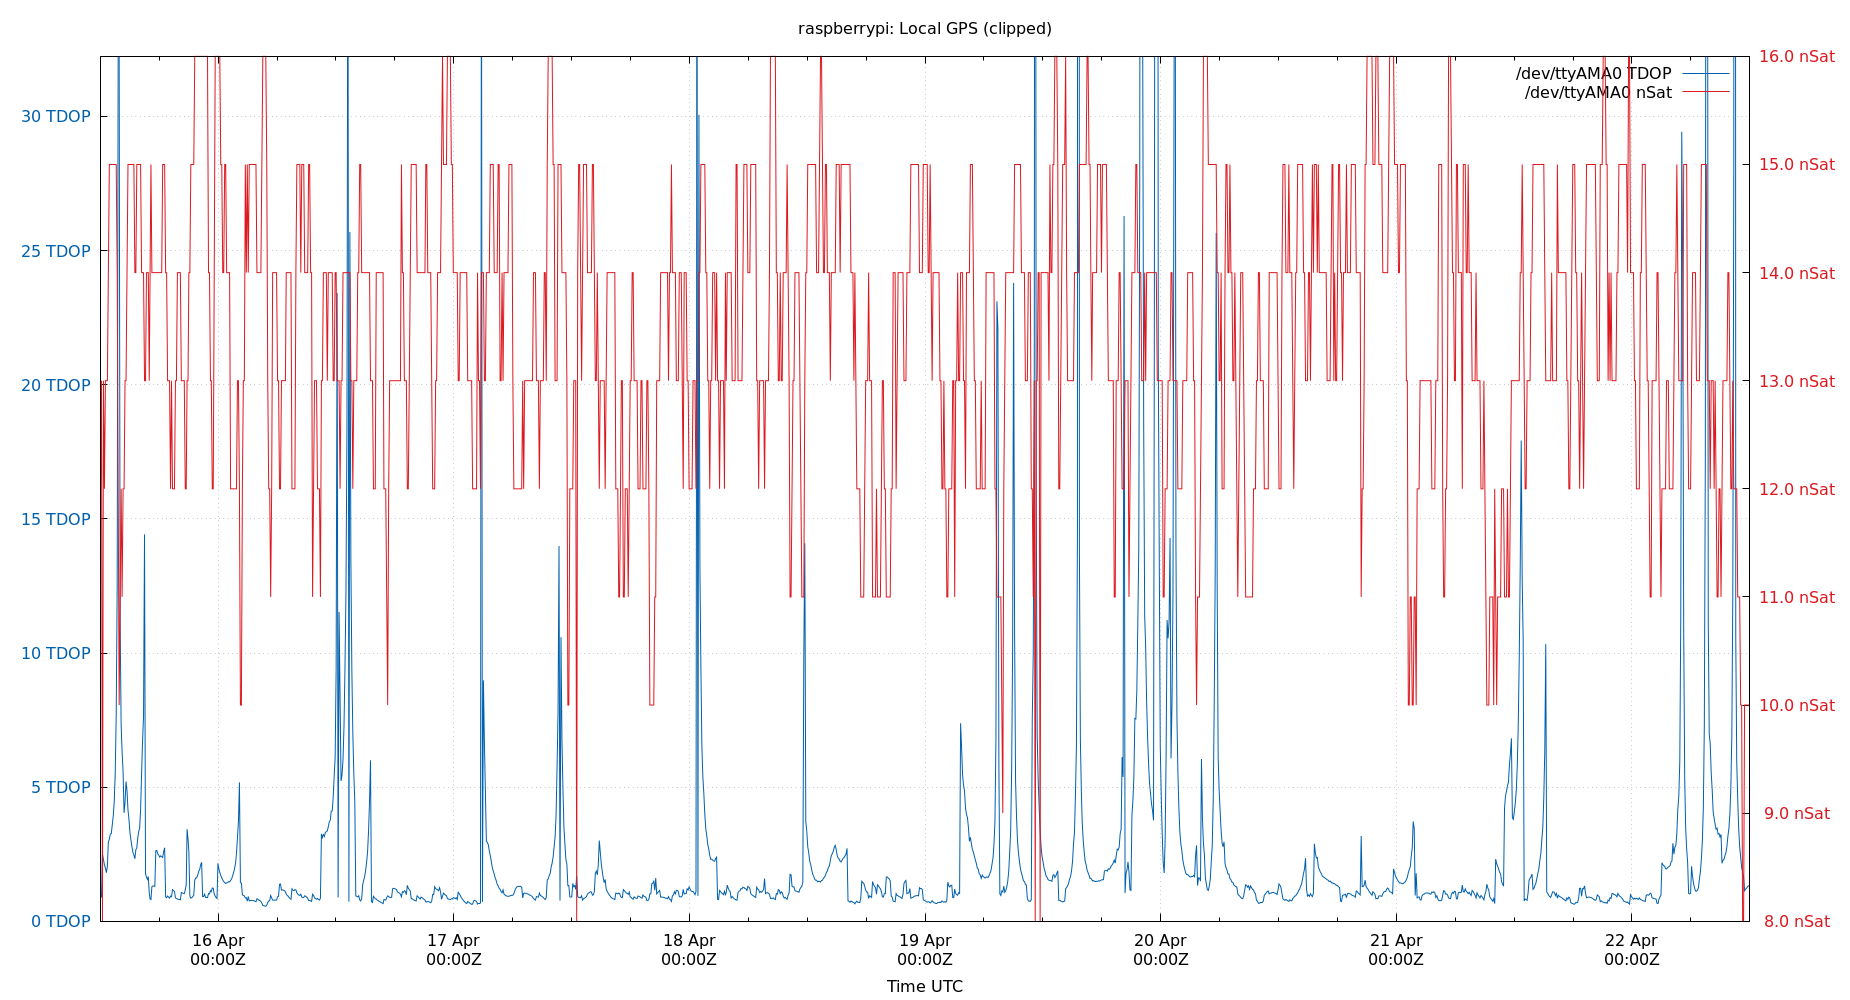 raspberrypi: Local GPS (clipped)
16.0 nSat
/dev/ttyAMA0 TDOP
/dev/ttyAMA0 nSat
30 TDOP
15.0 nSat
25 TDOP
14.0 nSat
20 TDOP
13.0 nSat
12.0 nSat
15 TDOP
11.0 nSat
10 TDOP
10.0 nSat
5 TDOP
9.0 nSat
0 TDOP
8.0 nSat
16 Apr 17 Apr 18 Apr 19 Apr 20 Apr 21 Apr 22 Apr
00:00Z 00:00Z 00:00Z 00:00Z 00:00Z 00:00Z 00:00Z
Time UTC